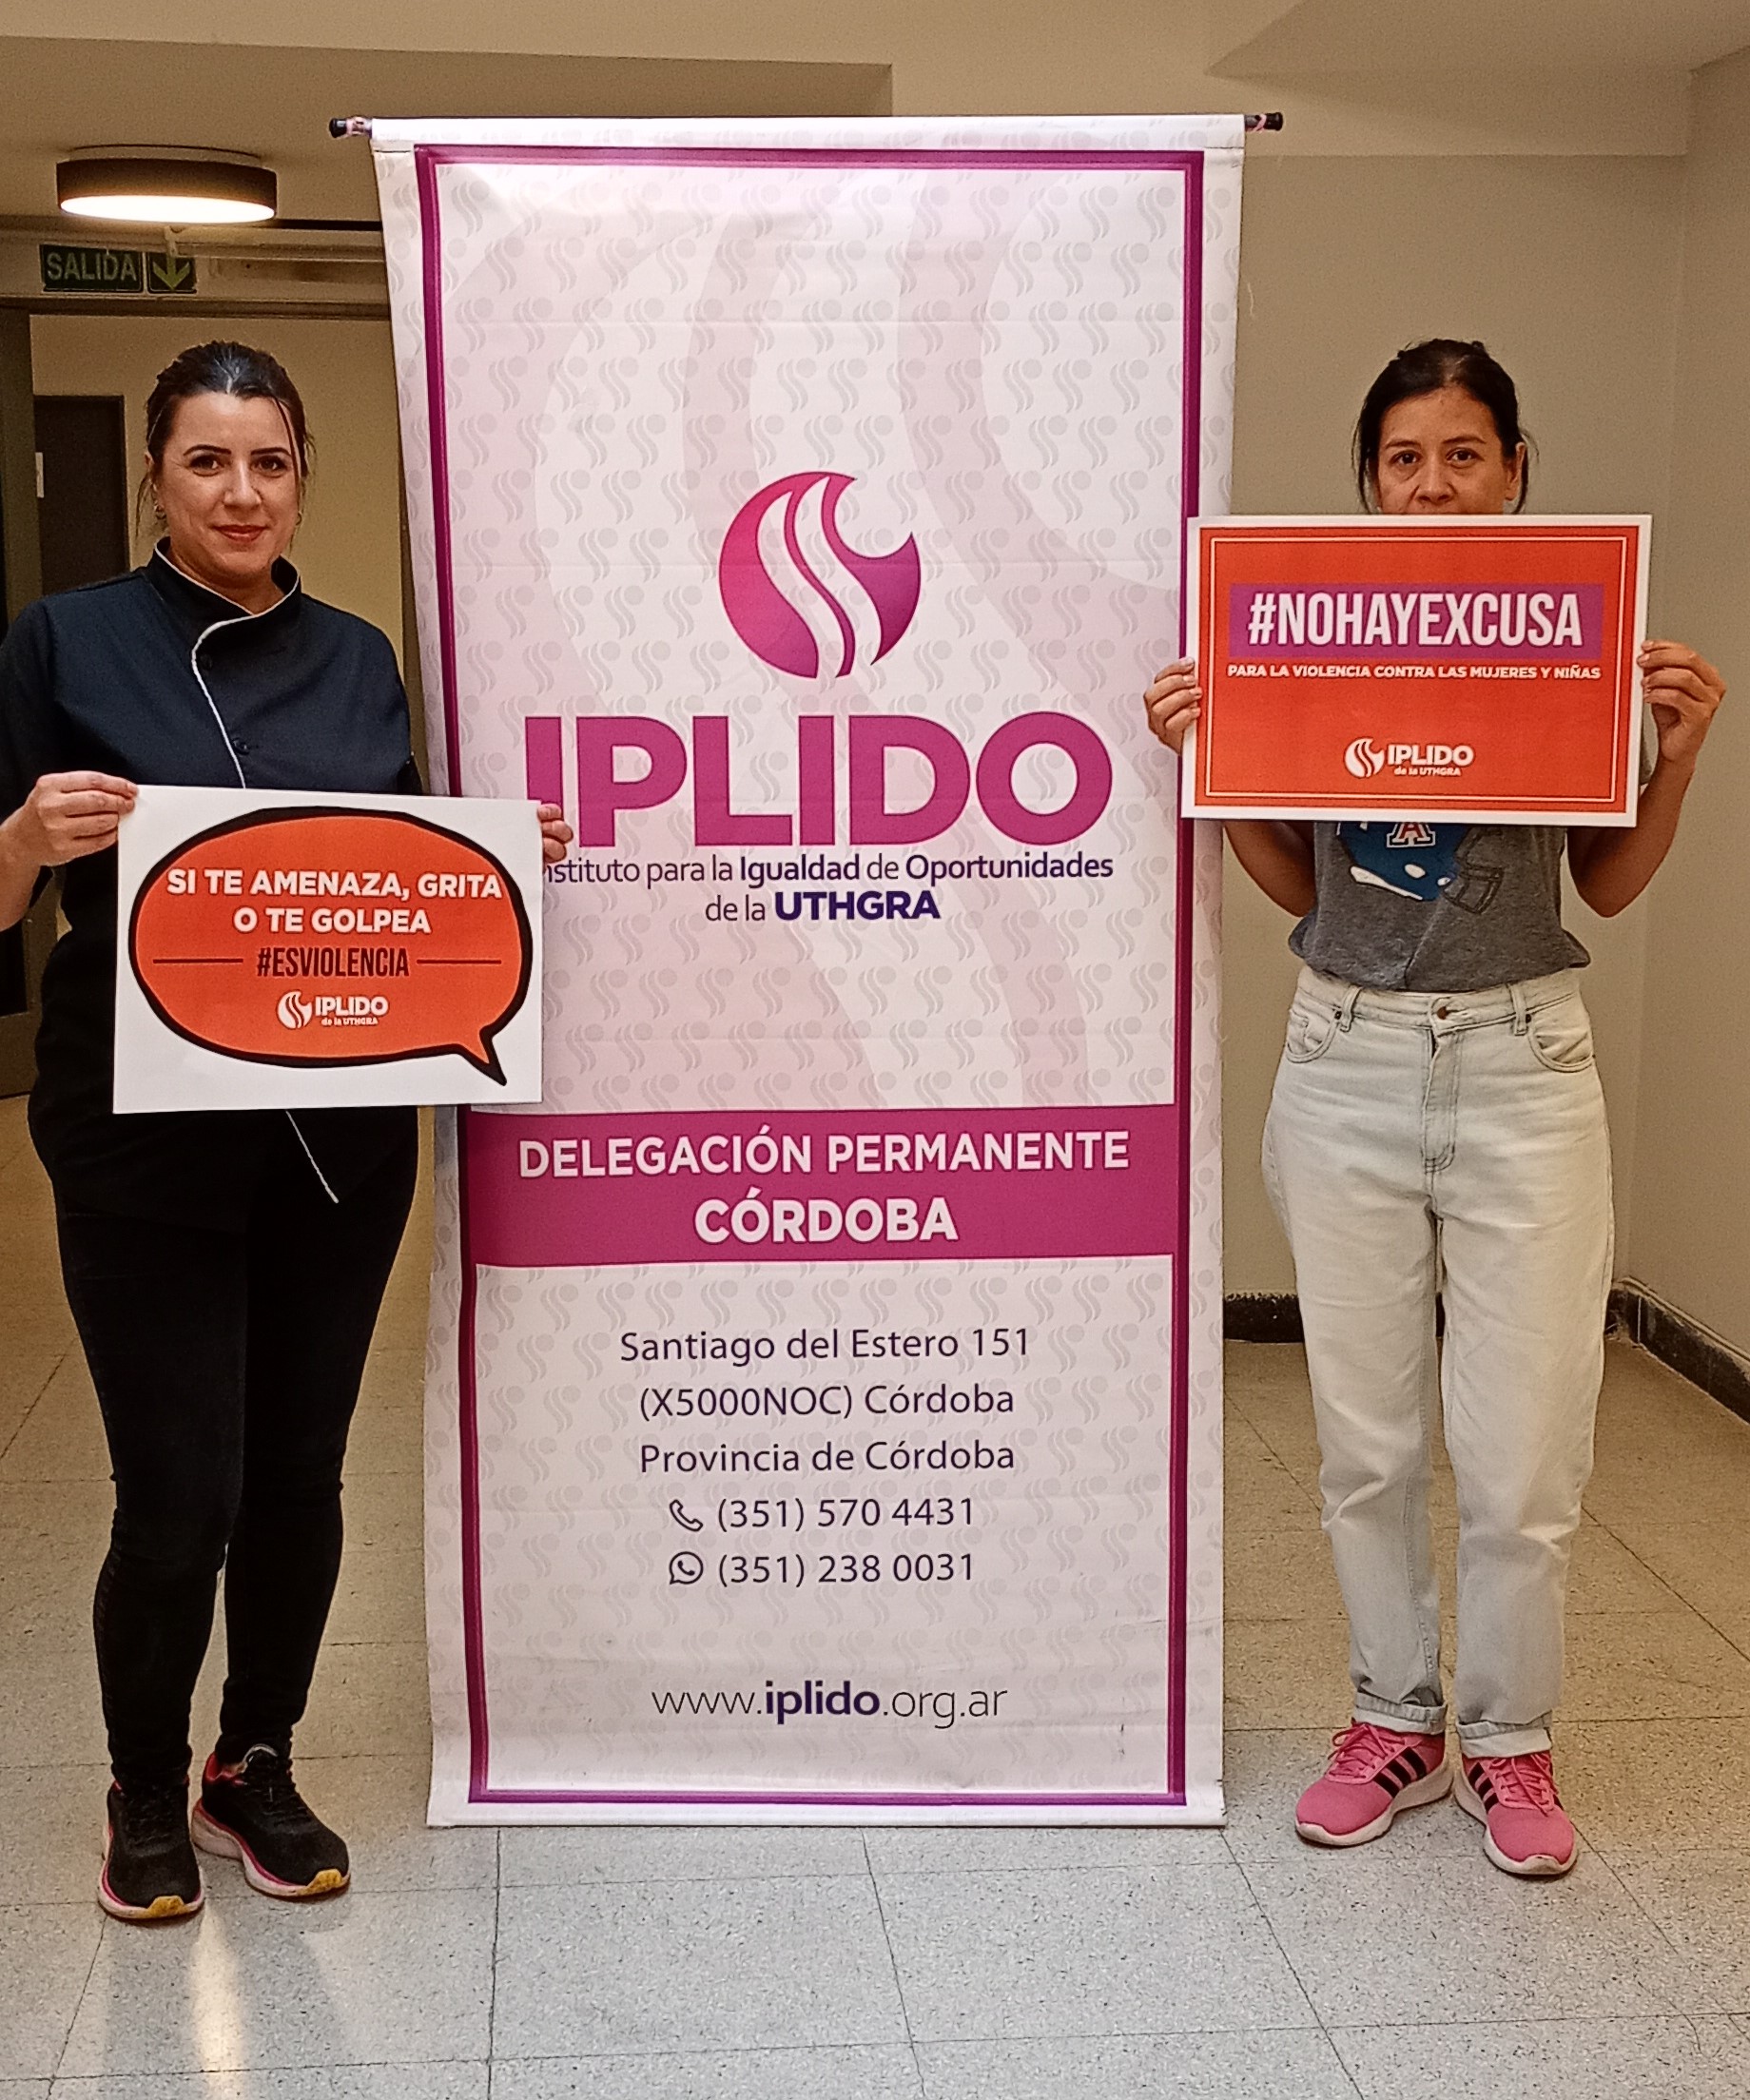 SALIDA
IPLIDO
Instituto para la Igualdad de Oportunidades
de la UTHGRA
DELEGACIÓN PERMANENTE
CÓRDOBA
Santiago del Estero 151
(X5000NOC) Córdoba
Provincia de Córdoba
(351) 570 4431
(351) 238 0031
www.iplido.org.ar
SI TE AMENAZA, GRITA
O TE GOLPEA
#ESVIOLENCIA
IPLIDO
de la UTHGRA
#NOHAYEXCUSA
PARA LA VIOLENCIA CONTRA LAS MUJERES Y NIÑAS
IPLIDO
de la UTHGRA
A